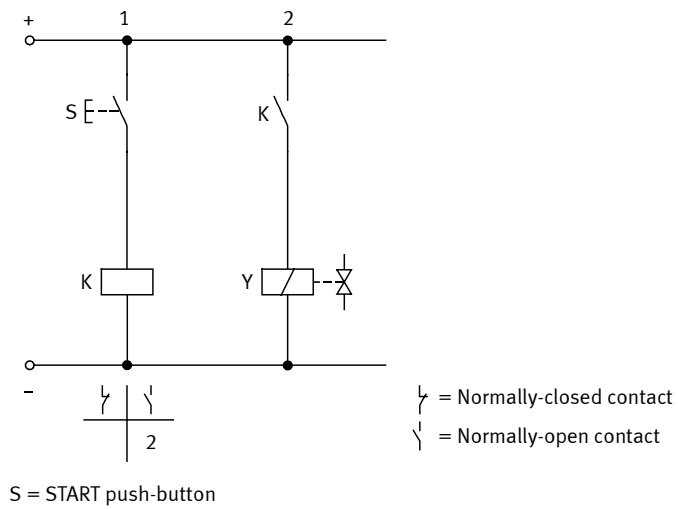 + 1 2
S K
K Y
–
2
= Normally-closed contact
= Normally-open contact
S = START push-button